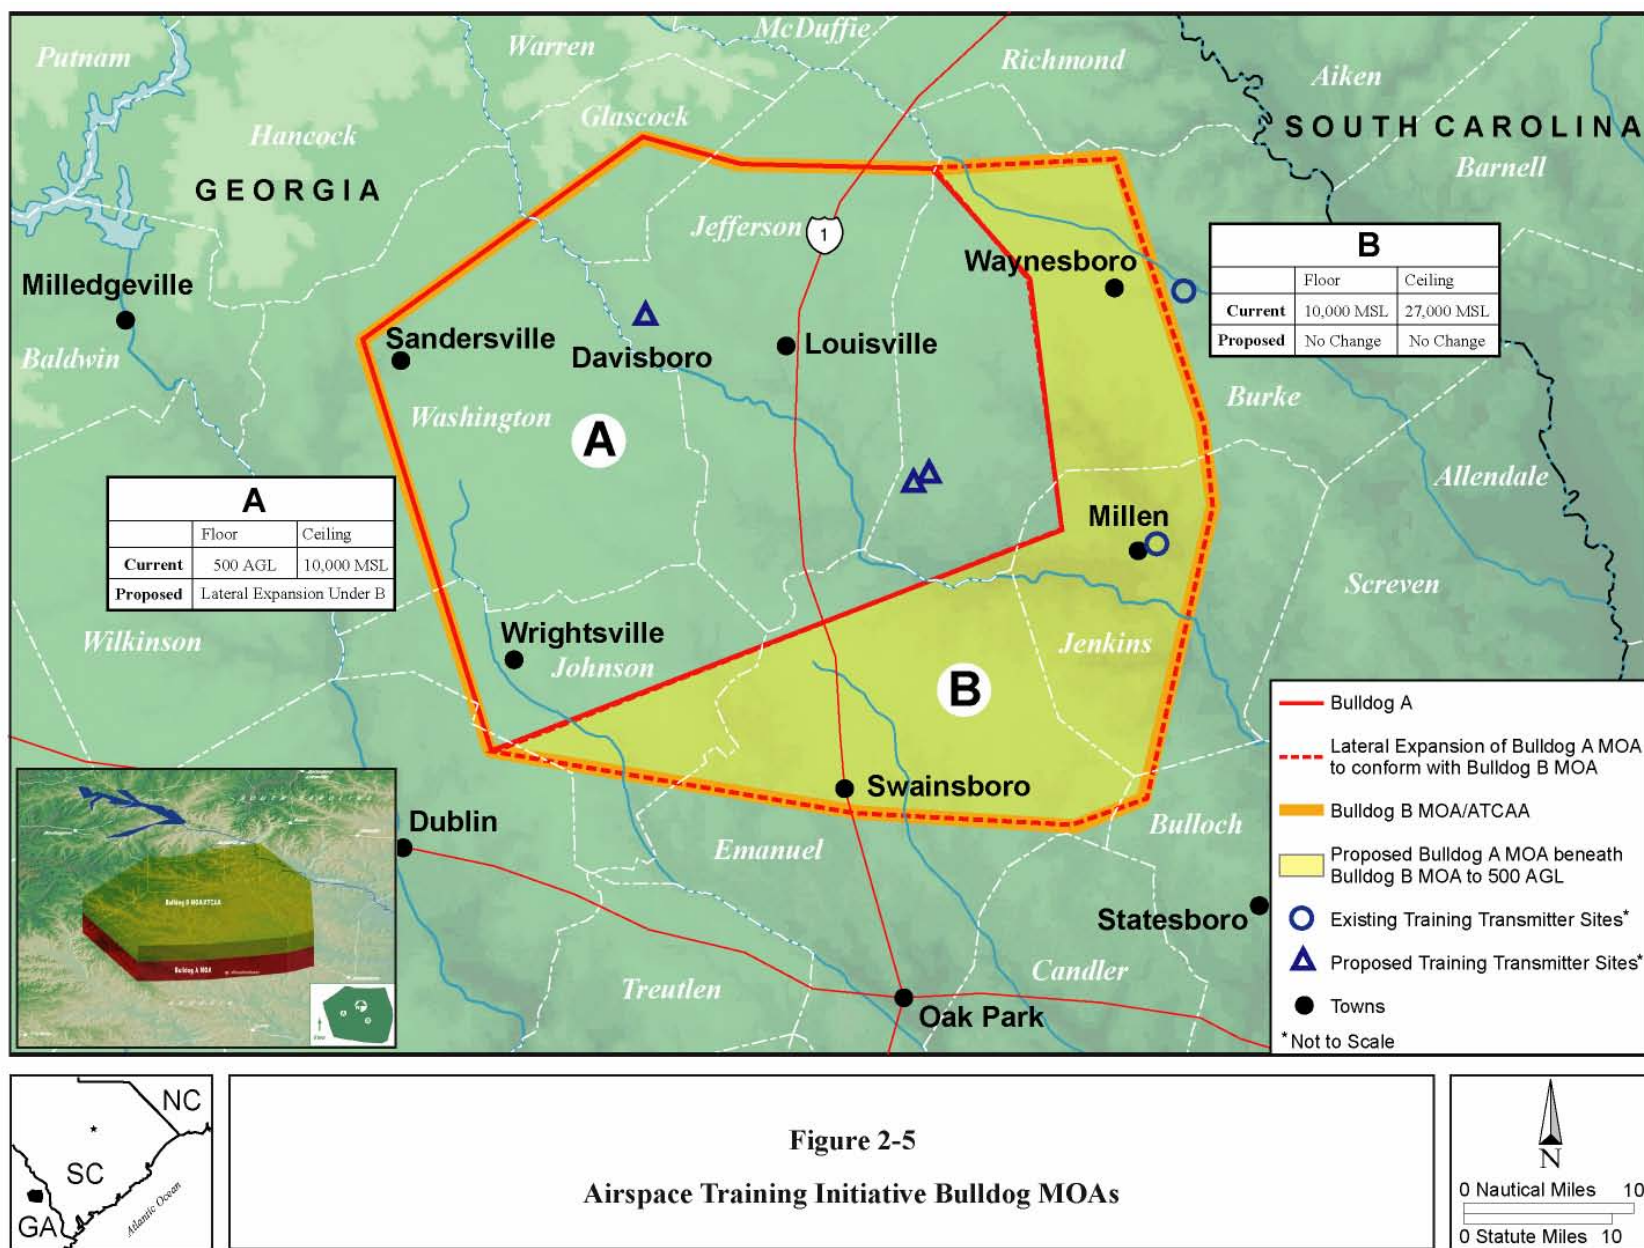 Putnam
Warren
McDuffie
Richmond
Aiken
Hancock
Glascock
SOUTH CAROLINA
Barnell
GEORGIA
Jefferson
1
Waynesboro
B
Floor Ceiling
Current 10,000 MSL 27,000 MSL
Proposed No Change No Change
Milledgeville
Sandersville
Davisboro
Louisville
Baldwin
Washington
A
Burke
Allendale
A
Floor Ceiling
Current 500 AGL 10,000 MSL
Proposed Lateral Expansion Under B
Millen
Screven
Wilkinson
Wrightsville
Johnson
Jenkins
B
Swainsboro
Dublin
Emanuel
Bulloch
Statesboro
Treutlen
Candler
Oak Park
Bulldog A
Lateral Expansion of Bulldog A MOA
to conform with Bulldog B MOA
Bulldog B MOA/ATCAA
Proposed Bulldog A MOA beneath
Bulldog B MOA to 500 AGL
Existing Training Transmitter Sites*
Proposed Training Transmitter Sites*
Towns
*Not to Scale
Bulldog B MOA/ATCAA
Bulldog A MOA
NC
SC
GA
Atlantic Ocean
Figure 2-5
Airspace Training Initiative Bulldog MOAs
N
0 Nautical Miles 10
0 Statute Miles 10